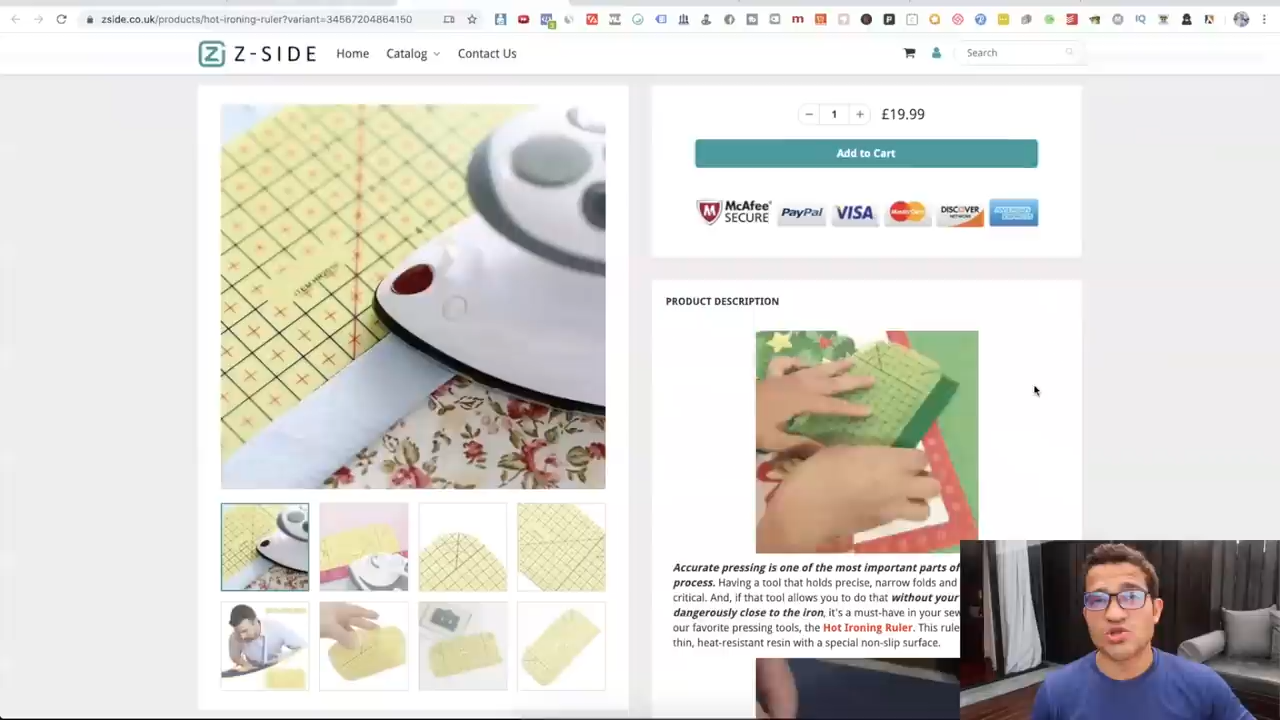 zside.co.uk/products/hot-ironing-ruler?variant=34567204864150
Z-SIDE
Home
Catalog
Contact Us
Search
1
£19.99
Add to Cart
McAfee SECURE
PayPal
VISA
MasterCard
DISCOVER NETWORK
AMERICAN EXPRESS
PRODUCT DESCRIPTION
Accurate pressing is one of the most important parts of
process. Having a tool that holds precise, narrow folds and
critical. And, if that tool allows you to do that without your
dangerously close to the iron, it's a must-have in your sew
our favorite pressing tools, the Hot Ironing Ruler. This rule
thin, heat-resistant resin with a special non-slip surface.